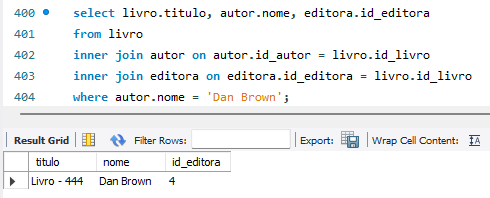 400 select livro.titulo, autor.nome, editora.id_editora
401 from livro
402 inner join autor on autor.id_autor = livro.id_livro
403 inner join editora on editora.id_editora = livro.id_livro
404 where autor.nome = 'Dan Brown';
Result Grid Filter Rows: Export: Wrap Cell Content: IA
titulo nome id_editora
Livro - 444 Dan Brown 4